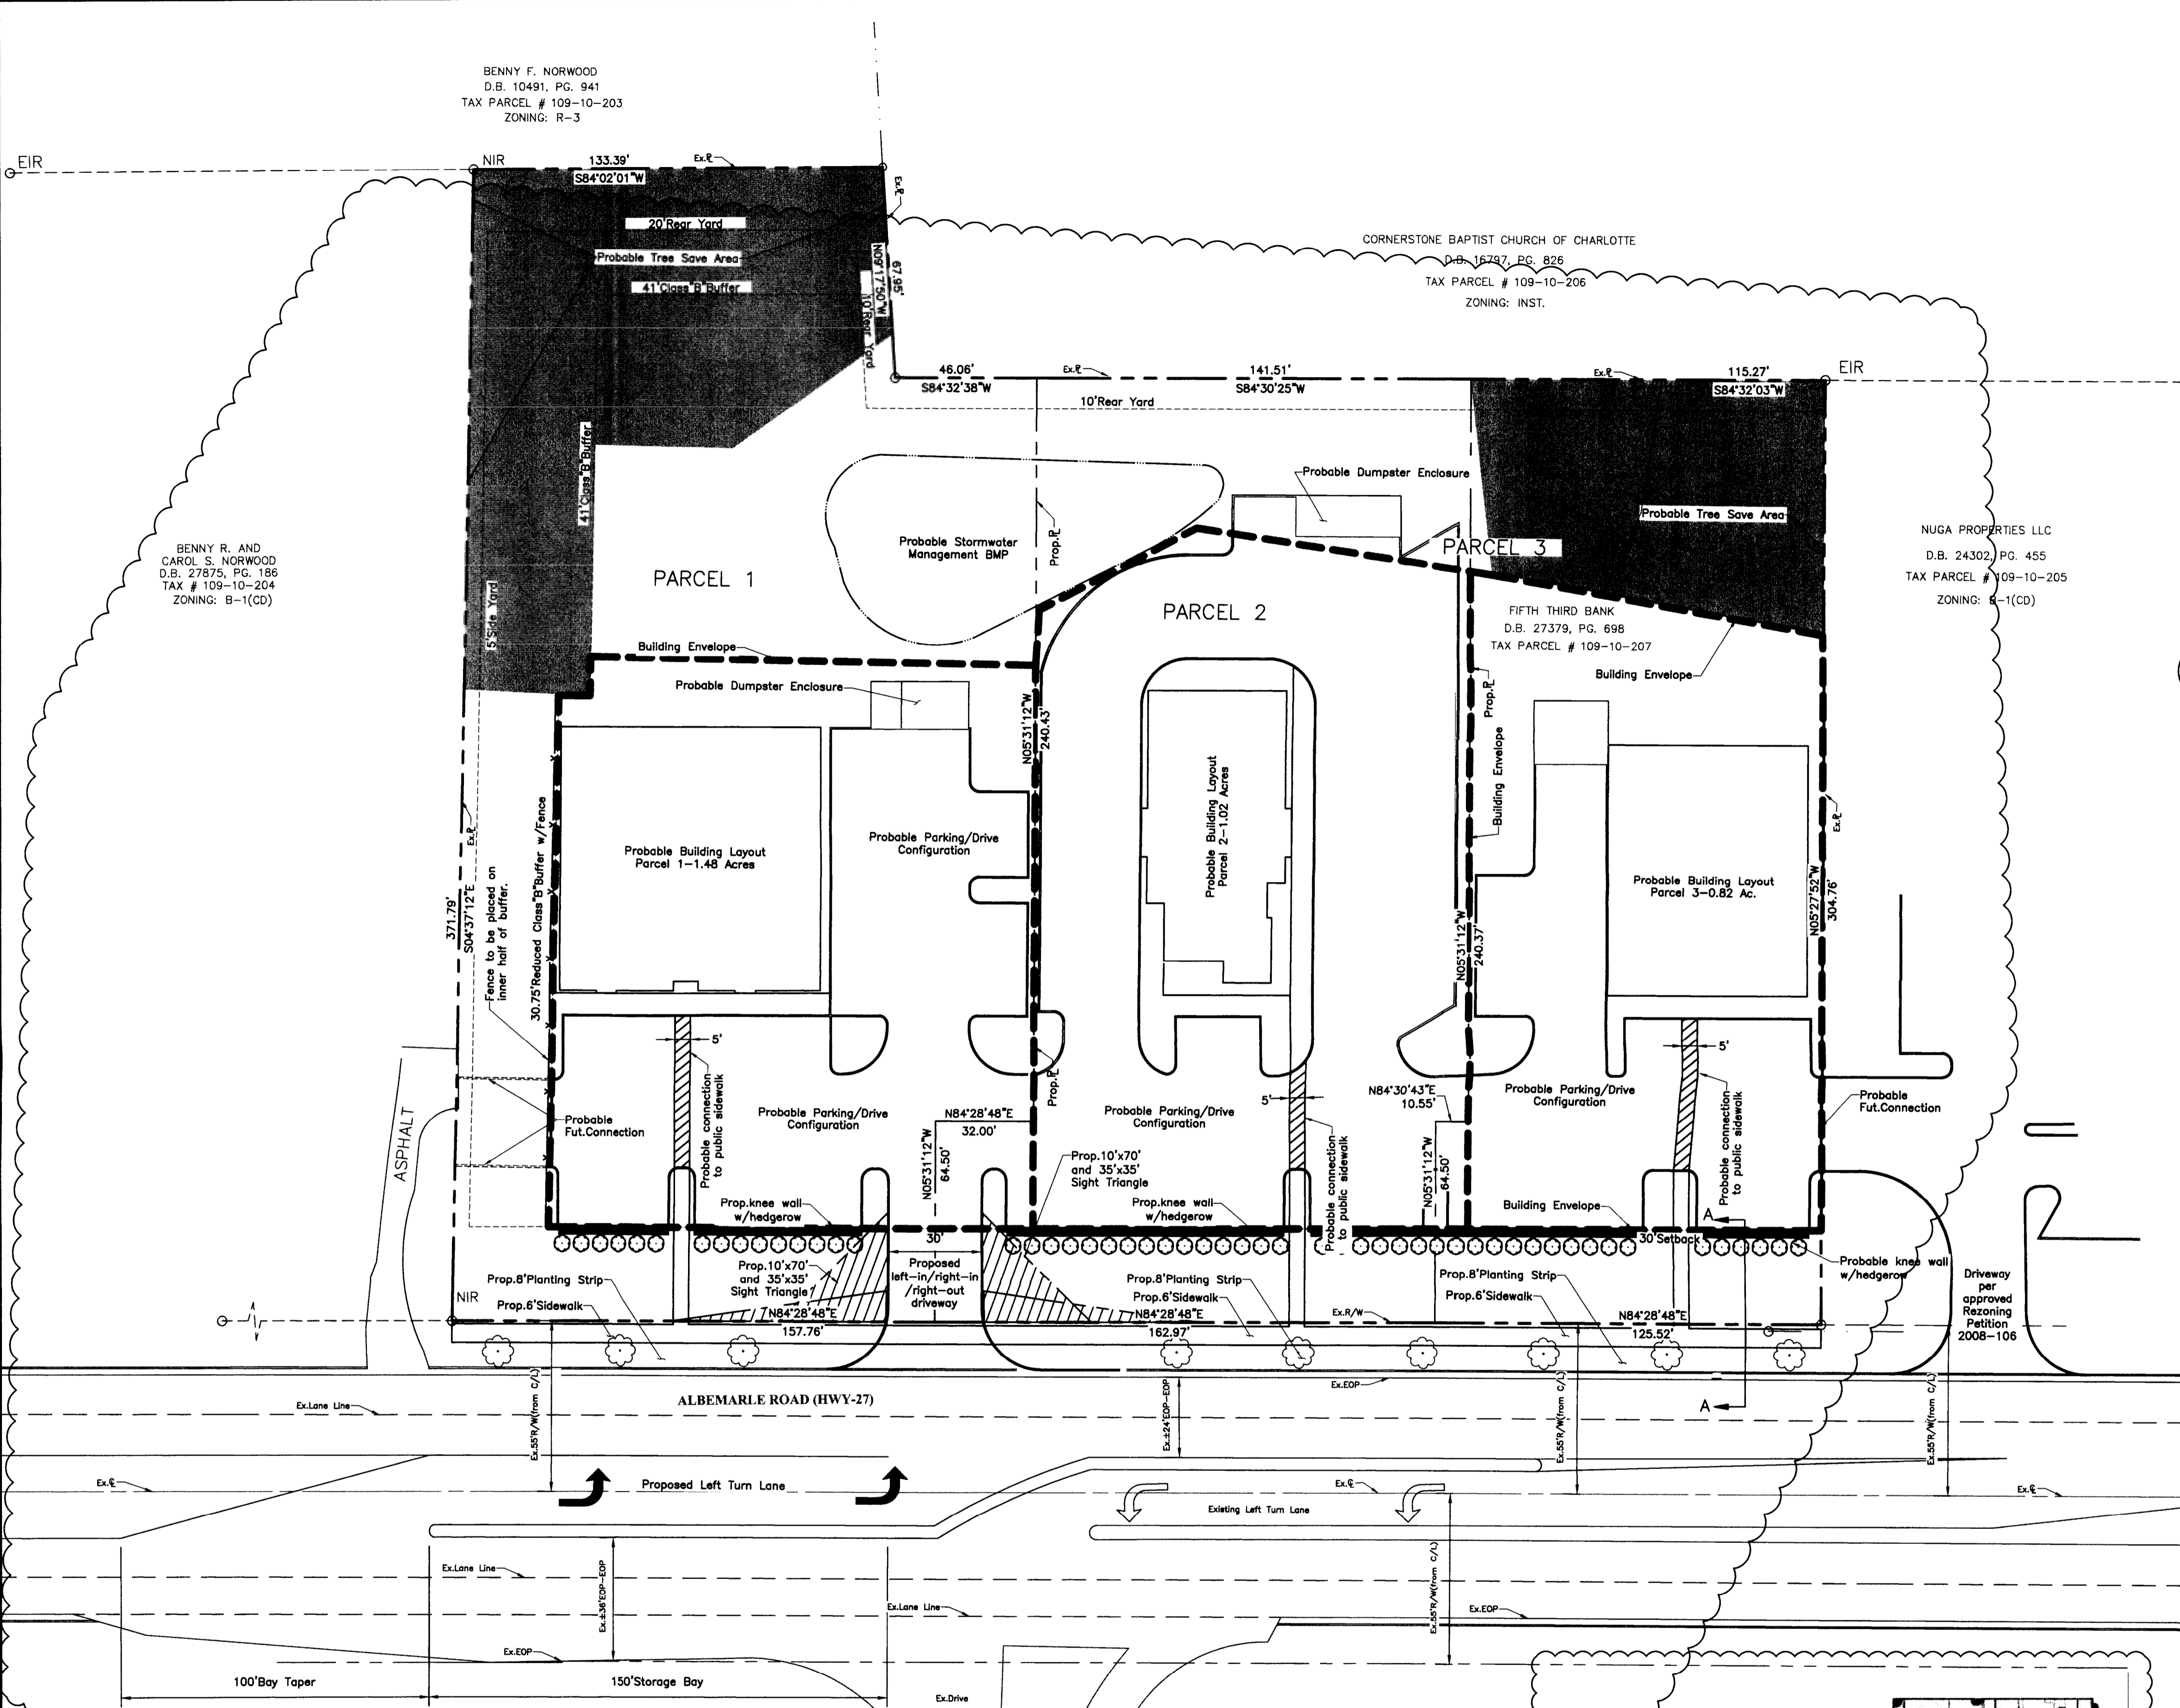 BENNY F. NORWOOD
D.B. 10491, PG. 941
TAX PARCEL # 109-10-203
ZONING: R-3
EIR
NIR
133.39'
Ex.℄
S84°02'01"W
Ex.℄
20'Rear Yard
Probable Tree Save Area
41'Class"B"Buffer
67.95'
N09°17'50"W
10'Rear Yard
CORNERSTONE BAPTIST CHURCH OF CHARLOTTE
D.B. 16797, PG. 826
TAX PARCEL # 109-10-206
ZONING: INST.
46.06'
S84°32'38"W
Ex.℄
141.51'
S84°30'25"W
Ex.℄
115.27'
S84°32'03"W
EIR
10'Rear Yard
41'Class"B"Buffer
Probable Dumpster Enclosure
Probable Tree Save Area
Probable Stormwater
Management BMP
Prop.℄
PARCEL 3
NUGA PROPERTIES LLC
D.B. 24302, PG. 455
TAX PARCEL # 109-10-205
ZONING: B-1(CD)
BENNY R. AND
CAROL S. NORWOOD
D.B. 27875, PG. 186
TAX # 109-10-204
ZONING: B-1(CD)
PARCEL 1
PARCEL 2
5'Side Yard
FIFTH THIRD BANK
D.B. 27379, PG. 698
TAX PARCEL # 109-10-207
Building Envelope
Building Envelope
Probable Dumpster Enclosure
N05°31'12"W
240.43'
Prop.℄
Building Envelope
Probable Building Layout
Parcel 1-1.48 Acres
Probable Parking/Drive
Configuration
Probable Building Layout
Parcel 2-1.02 Acres
Probable Building Layout
Parcel 3-0.82 Ac.
Ex.℄
Ex.℄
371.79'
S04°37'12"E
Fence to be placed on
inner half of buffer.
30.75'Reduced Class"B"Buffer w/Fence
N05°31'12"W
240.37'
N05°27'52"W
304.76'
5'
5'
5'
Probable connection
to public sidewalk
Prop.℄
ASPHALT
Probable
Fut.Connection
Probable Parking/Drive
Configuration
N84°28'48"E
32.00'
N05°31'12"W
64.50'
Probable Parking/Drive
Configuration
N84°30'43"E
10.55'
N05°31'12"W
64.50'
Probable connection
to public sidewalk
Probable Parking/Drive
Configuration
Probable connection
to public sidewalk
Probable
Fut.Connection
Prop.10'x70'
and 35'x35'
Sight Triangle
Prop.knee wall
w/hedgerow
Prop.knee wall
w/hedgerow
Building Envelope
A
30'
30'Setback
Probable knee wall
w/hedgerow
Prop.10'x70'
and 35'x35'
Sight Triangle
Proposed
left-in/right-in
/right-out
driveway
Prop.8'Planting Strip
Prop.6'Sidewalk
Prop.8'Planting Strip
Prop.6'Sidewalk
Prop.8'Planting Strip
Prop.6'Sidewalk
Driveway
per
approved
Rezoning
Petition
2008-106
NIR
N84°28'48"E
157.76'
N84°28'48"E
162.97'
Ex.R/W
N84°28'48"E
125.52'
Ex.55'R/W(from C/L)
ALBEMARLE ROAD (HWY-27)
Ex.±24'EOP-EOP
Ex.EOP
Ex.55'R/W(from C/L)
A
Ex.55'R/W(from C/L)
Ex.Lane Line
Ex.℄
Proposed Left Turn Lane
Existing Left Turn Lane
Ex.℄
Ex.℄
Ex.Lane Line
Ex.±36'EOP-EOP
Ex.Lane Line
Ex.55'R/W(from C/L)
Ex.EOP
Ex.EOP
100'Bay Taper
150'Storage Bay
Ex.Drive